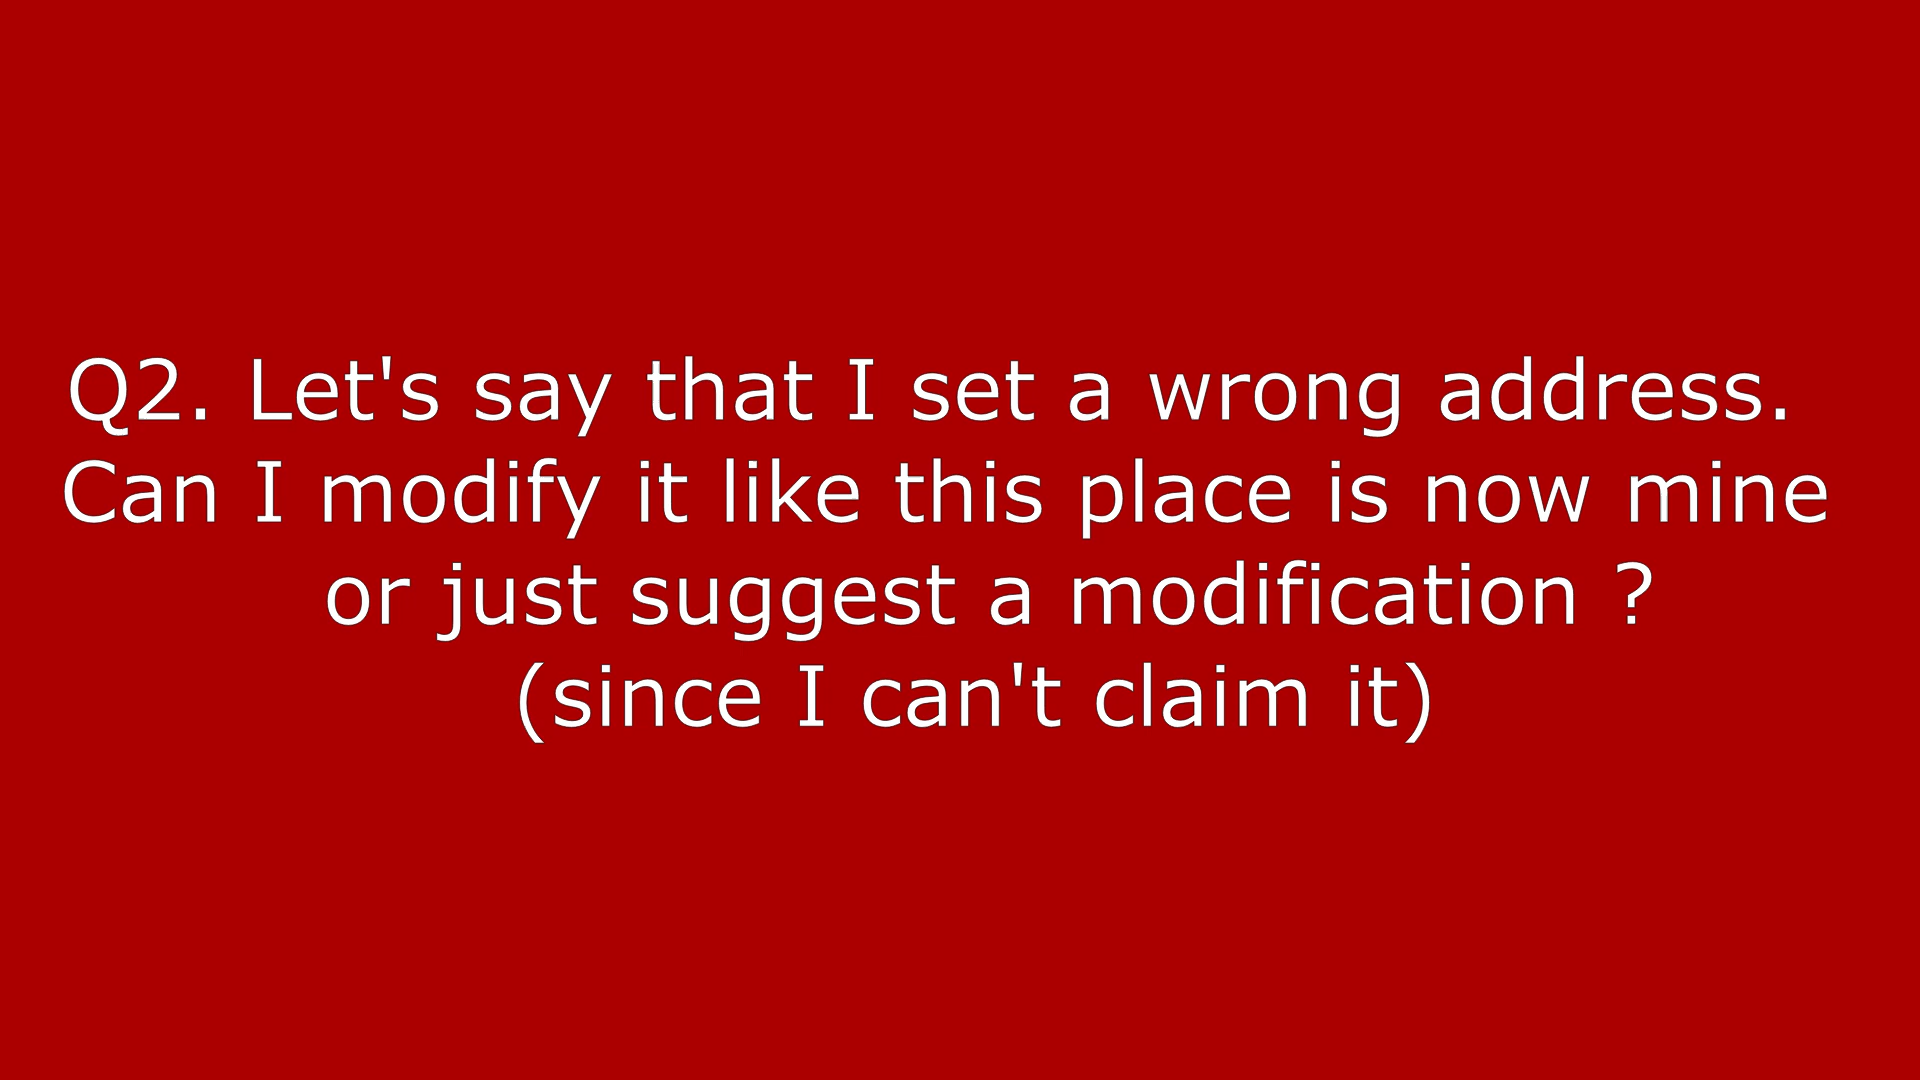 Q2. Let's say that I set a wrong address.
Can I modify it like this place is now mine
or just suggest a modification ?
(since I can't claim it)